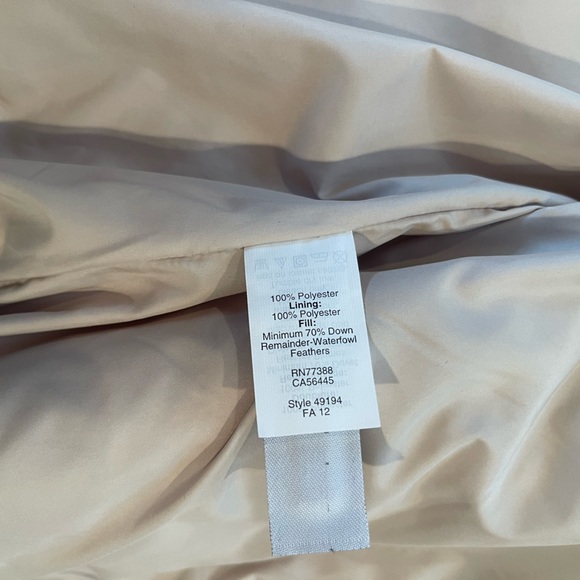 100% Polyester
Lining:
100% Polyester
Fill:
Minimum 70% Down
Remainder-Waterfowl
Feathers
RN77388
CA56445
Style 49194
FA 12